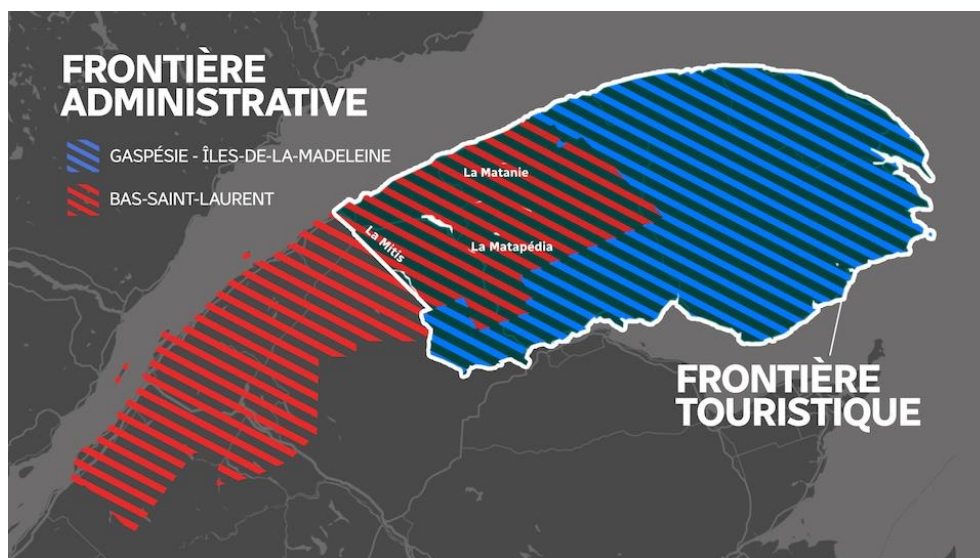 FRONTIÈRE
ADMINISTRATIVE
GASPÉSIE - ÎLES-DE-LA-MADELEINE
BAS-SAINT-LAURENT
La Matanie
La Mitis
La Matapédia
FRONTIÈRE
TOURISTIQUE